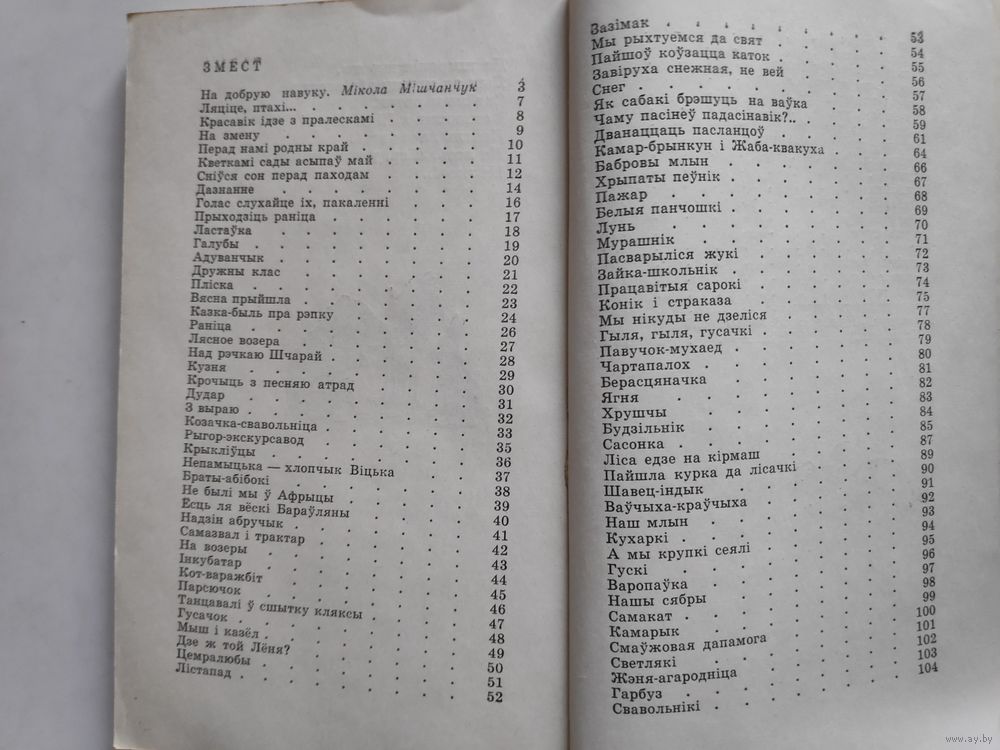 ЗМЕСТ
На добрую навуку. Мікола Мішчанчук 3
Ляціце, птахі... 7
Красавік ідзе з пралескамі 8
На змену 9
Перад намі родны край 10
Кветкамі сады асыпаў май 11
Сніўся сон перад паходам 12
Дазнанне 14
Голас слухайце іх, пакаленні 16
Прыходзіць раніца 17
Ластаўка 18
Галубы 19
Адуванчык 20
Дружны клас 21
Пліска 22
Вясна прыйшла 23
Казка-быль пра рэпку 24
Раніца 26
Лясное возера 27
Над рэчкаю Шчарай 28
Кузня 29
Крочыць з песняю атрад 30
Дудар 31
З выраю 32
Козачка-свавольніца 33
Рыгор-экскурсавод 35
Крыкліўцы 36
Непамыцька — хлопчык Віцька 37
Браты-абібокі 38
Не былі мы ў Афрыцы 39
Ёсць ля вёскі Бараўляны 40
Надзін абручык 41
Самазвал і трактар 42
На возеры 43
Інкубатар 44
Кот-варажбіт 45
Парсючок 46
Танцавалі ў сшытку кляксы 47
Гусачок 48
Мыш і казёл 49
Дзе ж той Лёня? 50
Цемралюбы 51
Лістапад 52
Зазімак 53
Мы рыхтуемся да свят 54
Пайшоў коўзацца каток 55
Завіруха снежная, не вей 56
Снег 57
Як сабакі брэшуць на ваўка 58
Чаму пасінеў падасінавік?.. 59
Дванаццаць пасланцоў 61
Камар-брынкун і Жаба-квакуха 64
Бабровы млын 66
Хрыпаты пеўнік 67
Пажар 68
Белыя панчошкі 69
Лунь 70
Мурашнік 71
Пасварыліся жукі 72
Зайка-школьнік 73
Працавітыя сарокі 74
Конік і страказа 75
Мы нікуды не дзеліся 77
Гыля, гыля, гусачкі 78
Павучок-мухаед 79
Чартапалох 80
Берасцяначка 81
Ягня 82
Хрушчы 83
Будзільнік 84
Сасонка 85
Ліса едзе на кірмаш 87
Пайшла курка да лісачкі 89
Шавец-індык 90
Ваўчыха-краўчыха 91
Наш млын 92
Кухаркі 93
А мы крупкі сеялі 94
Гускі 95
Варопаўка 96
Нашы сябры 97
Самакат 98
Камарык 99
Смаўжовая дапамога 100
Светлякі 101
Жэня-агародніца 102
Гарбуз 103
Свавольнікі 104
www.ay.by